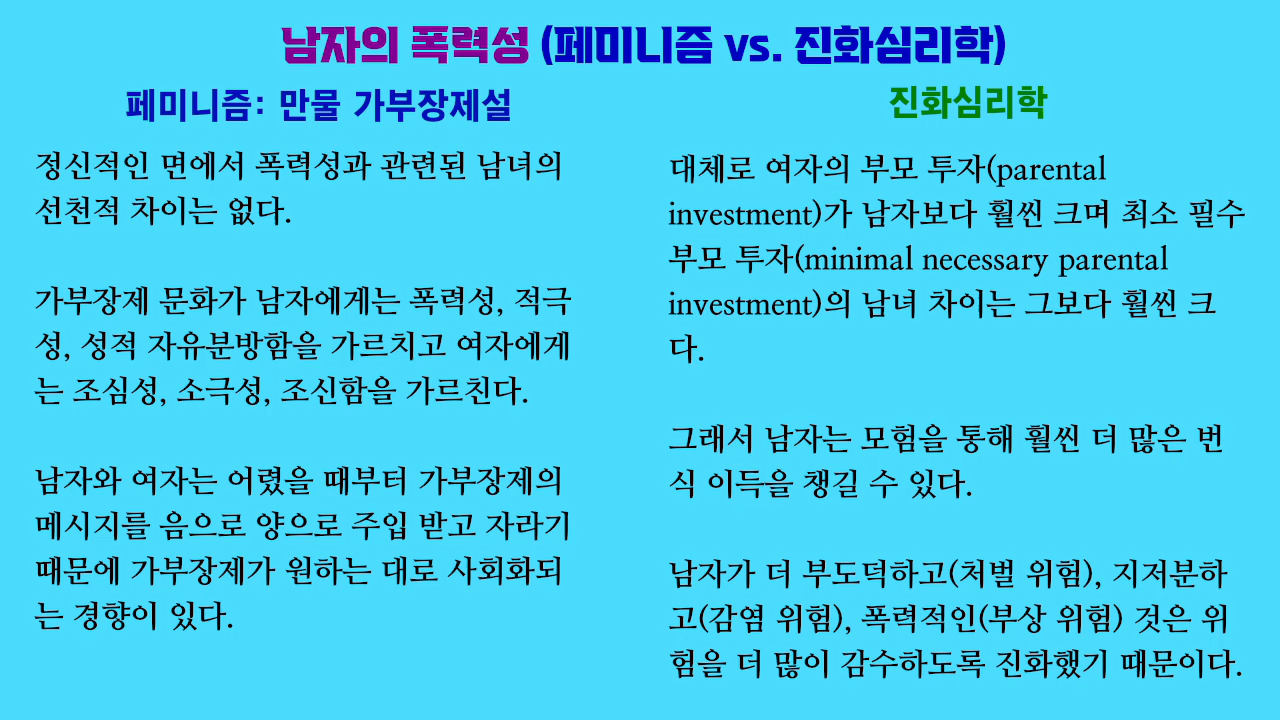 남자의 폭력성 (페미니즘 vs. 진화심리학)
페미니즘: 만물 가부장제설
정신적인 면에서 폭력성과 관련된 남녀의
선천적 차이는 없다.
가부장제 문화가 남자에게는 폭력성, 적극
성, 성적 자유분방함을 가르치고 여자에게
는 조심성, 소극성, 조신함을 가르친다.
남자와 여자는 어렸을 때부터 가부장제의
메시지를 음으로 양으로 주입 받고 자라기
때문에 가부장제가 원하는 대로 사회화되
는 경향이 있다.
진화심리학
대체로 여자의 부모 투자(parental
investment)가 남자보다 훨씬 크며 최소 필수
부모 투자(minimal necessary parental
investment)의 남녀 차이는 그보다 훨씬 크
다.
그래서 남자는 모험을 통해 훨씬 더 많은 번
식 이득을 챙길 수 있다.
남자가 더 부도덕하고(처벌 위험), 지저분하
고(감염 위험), 폭력적인(부상 위험) 것은 위
험을 더 많이 감수하도록 진화했기 때문이다.